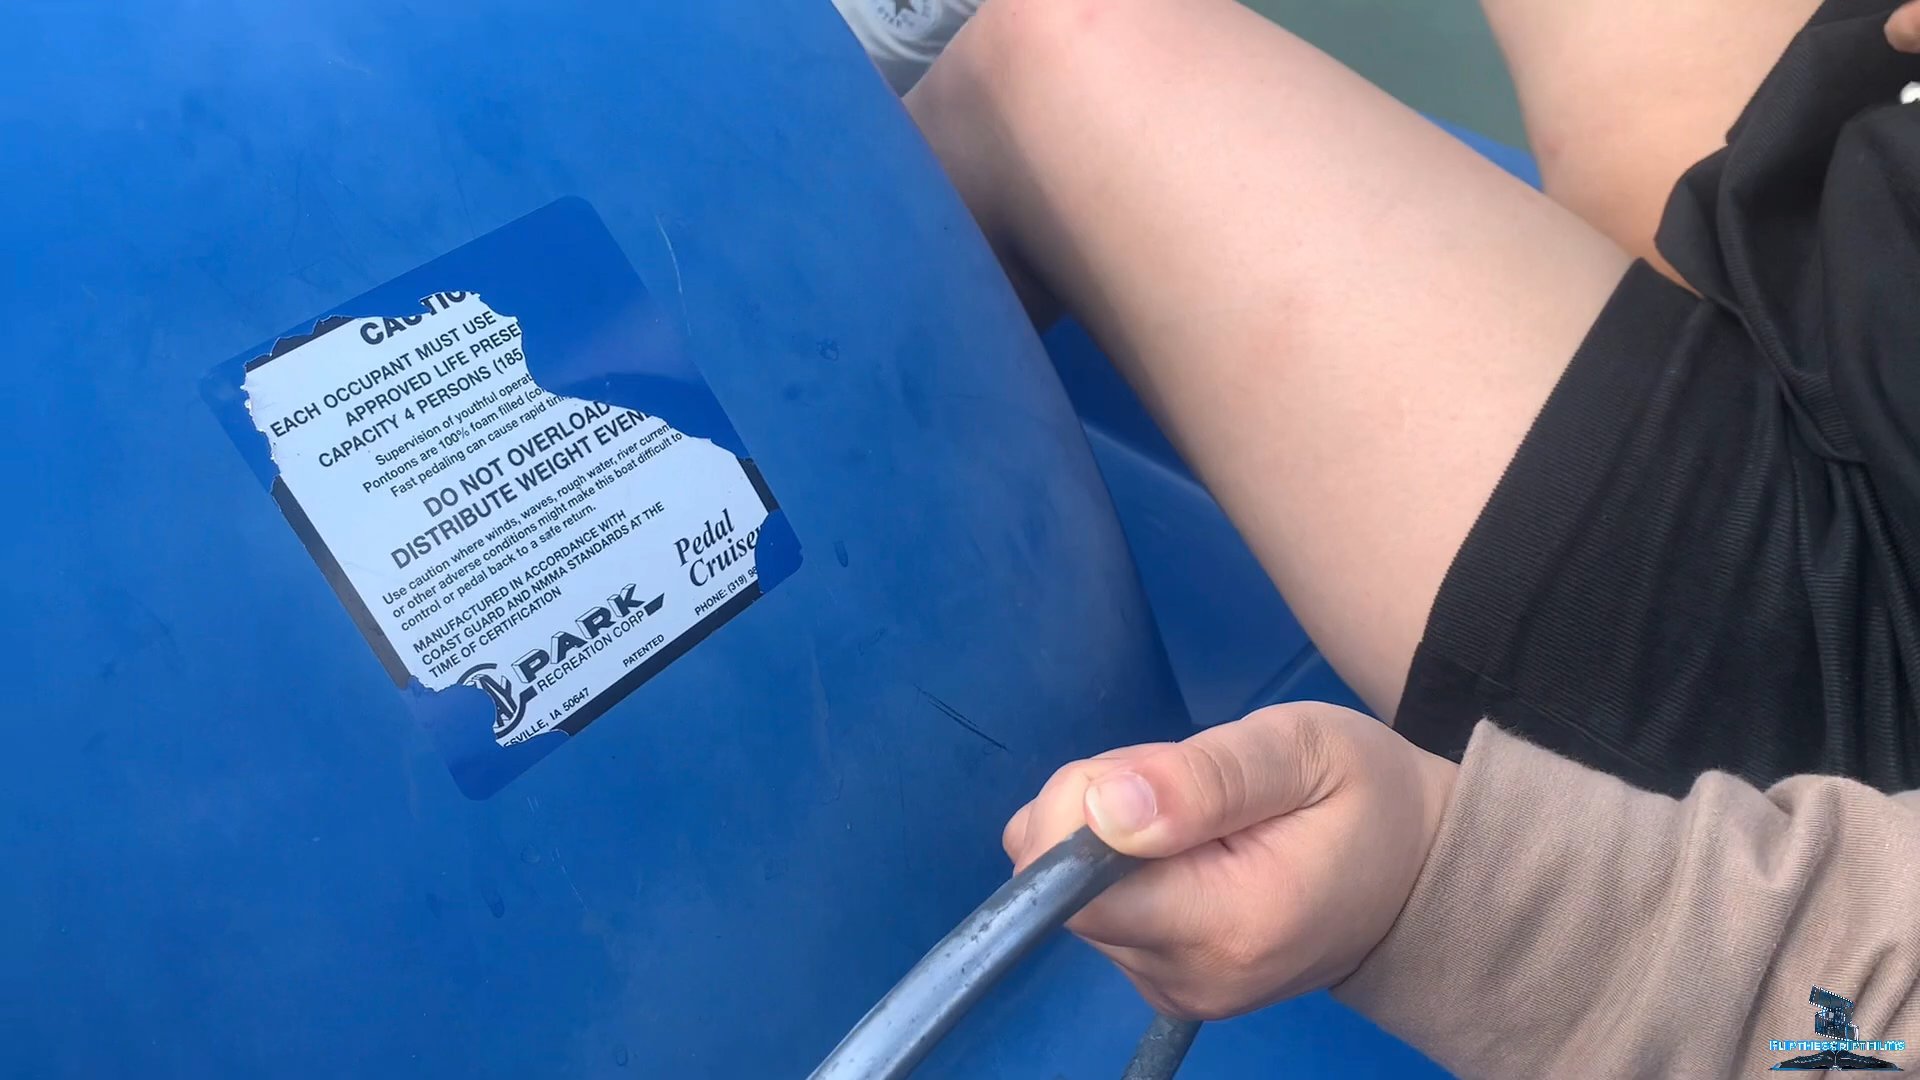 CAUTIO
EACH OCCUPANT MUST USE
APPROVED LIFE PRESE
CAPACITY 4 PERSONS (185
Supervision of youthful operat
Pontoons are 100% foam filled (co
Fast pedaling can cause rapid tir
DO NOT OVERLOAD
DISTRIBUTE WEIGHT EVEN
Use caution where winds, waves, rough water, river curren
or other adverse conditions might make this boat difficult to
control or pedal back to a safe return.
MANUFACTURED IN ACCORDANCE WITH
COAST GUARD AND NMMA STANDARDS AT THE
TIME OF CERTIFICATION
Pedal
Cruiser
PHONE: (319) 98
PARK
RECREATION CORP
PATENTED
ESVILLE, IA 50647
FLIPTHESCRIPTFILMS